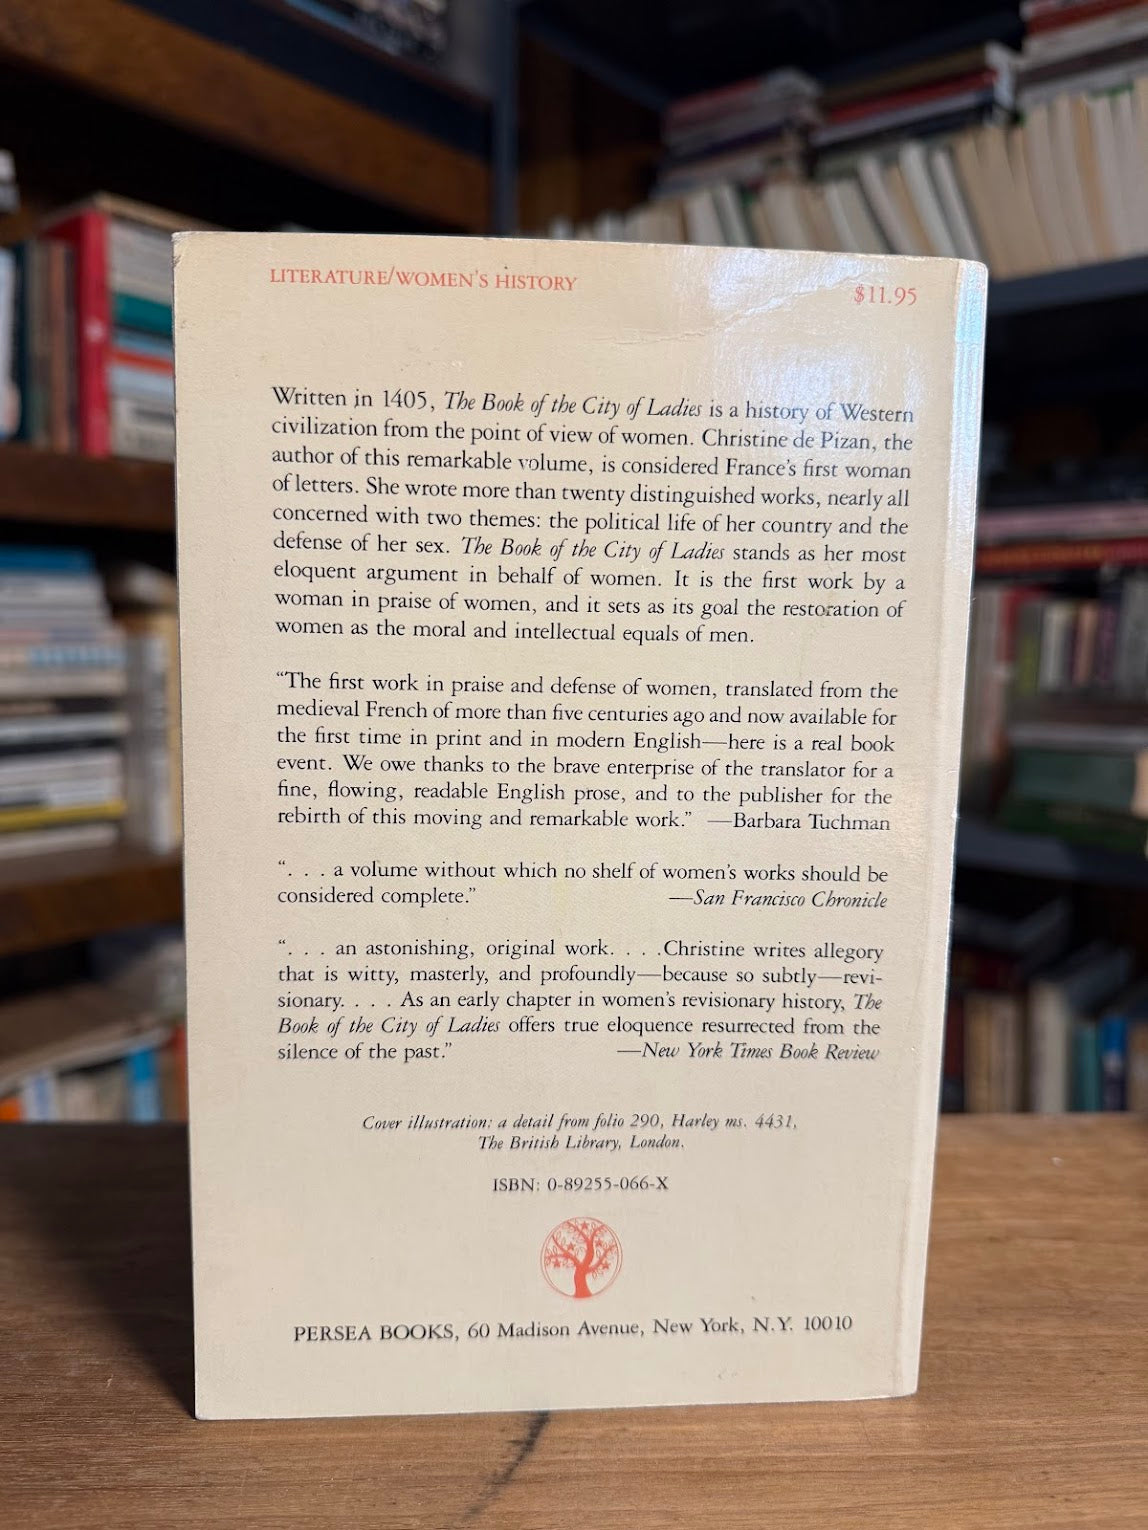 LITERATURE/WOMEN'S HISTORY
$11.95
Written in 1405, The Book of the City of Ladies is a history of Western
civilization from the point of view of women. Christine de Pizan, the
author of this remarkable volume, is considered France's first woman
of letters. She wrote more than twenty distinguished works, nearly all
concerned with two themes: the political life of her country and the
defense of her sex. The Book of the City of Ladies stands as her most
eloquent argument in behalf of women. It is the first work by a
woman in praise of women, and it sets as its goal the restoration of
women as the moral and intellectual equals of men.
“The first work in praise and defense of women, translated from the
medieval French of more than five centuries ago and now available for
the first time in print and in modern English—here is a real book
event. We owe thanks to the brave enterprise of the translator for a
fine, flowing, readable English prose, and to the publisher for the
rebirth of this moving and remarkable work.” —Barbara Tuchman
“. . . a volume without which no shelf of women's works should be
considered complete.” —San Francisco Chronicle
“. . . an astonishing, original work. . . .Christine writes allegory
that is witty, masterly, and profoundly—because so subtly—revi-
sionary. . . . As an early chapter in women's revisionary history, The
Book of the City of Ladies offers true eloquence resurrected from the
silence of the past.” —New York Times Book Review
Cover illustration: a detail from folio 290, Harley ms. 4431,
The British Library, London.
ISBN: 0-89255-066-X
PERSEA BOOKS, 60 Madison Avenue, New York, N.Y. 10010